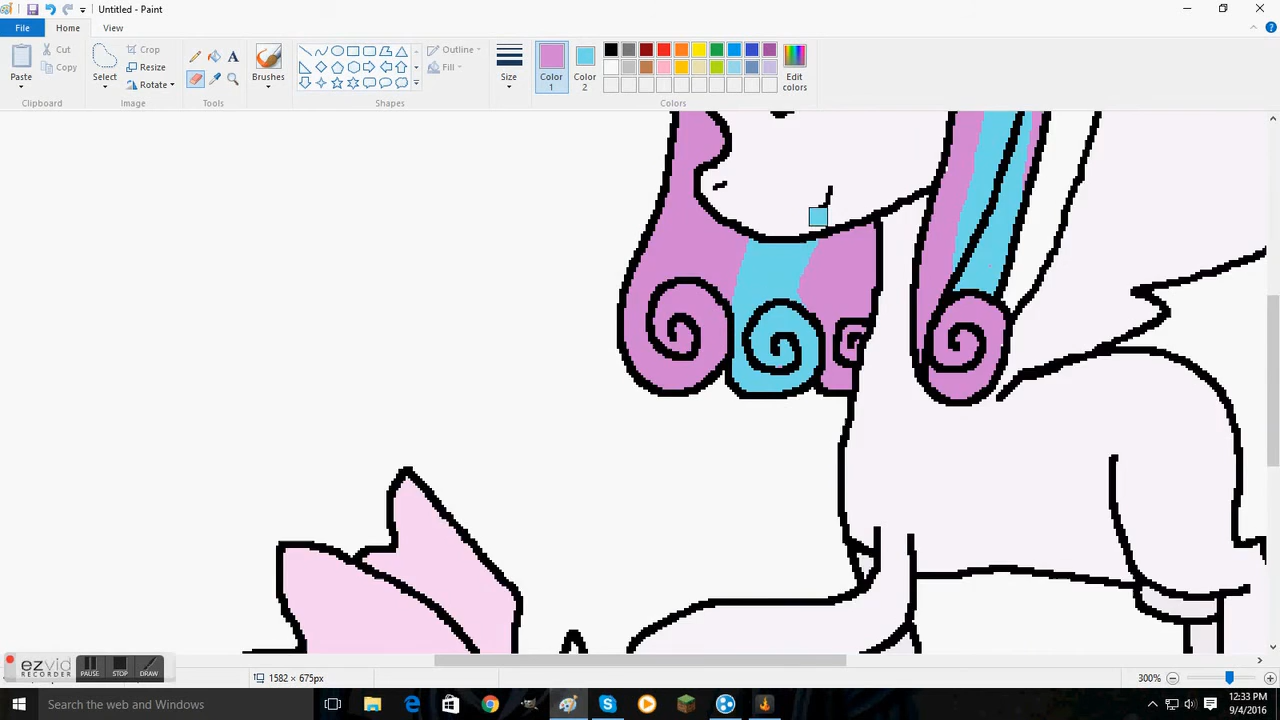 Untitled - Paint
File
Home
View
Paste
Cut
Copy
Clipboard
Select
Crop
Resize
Rotate
Image
Tools
Brushes
Shapes
Outline
Fill
Size
Color 1
Color 2
Edit colors
Colors
ezvid
RECORDER
PAUSE
STOP
DRAW
1582 × 675px
300%
Search the web and Windows
12:33 PM
9/4/2016